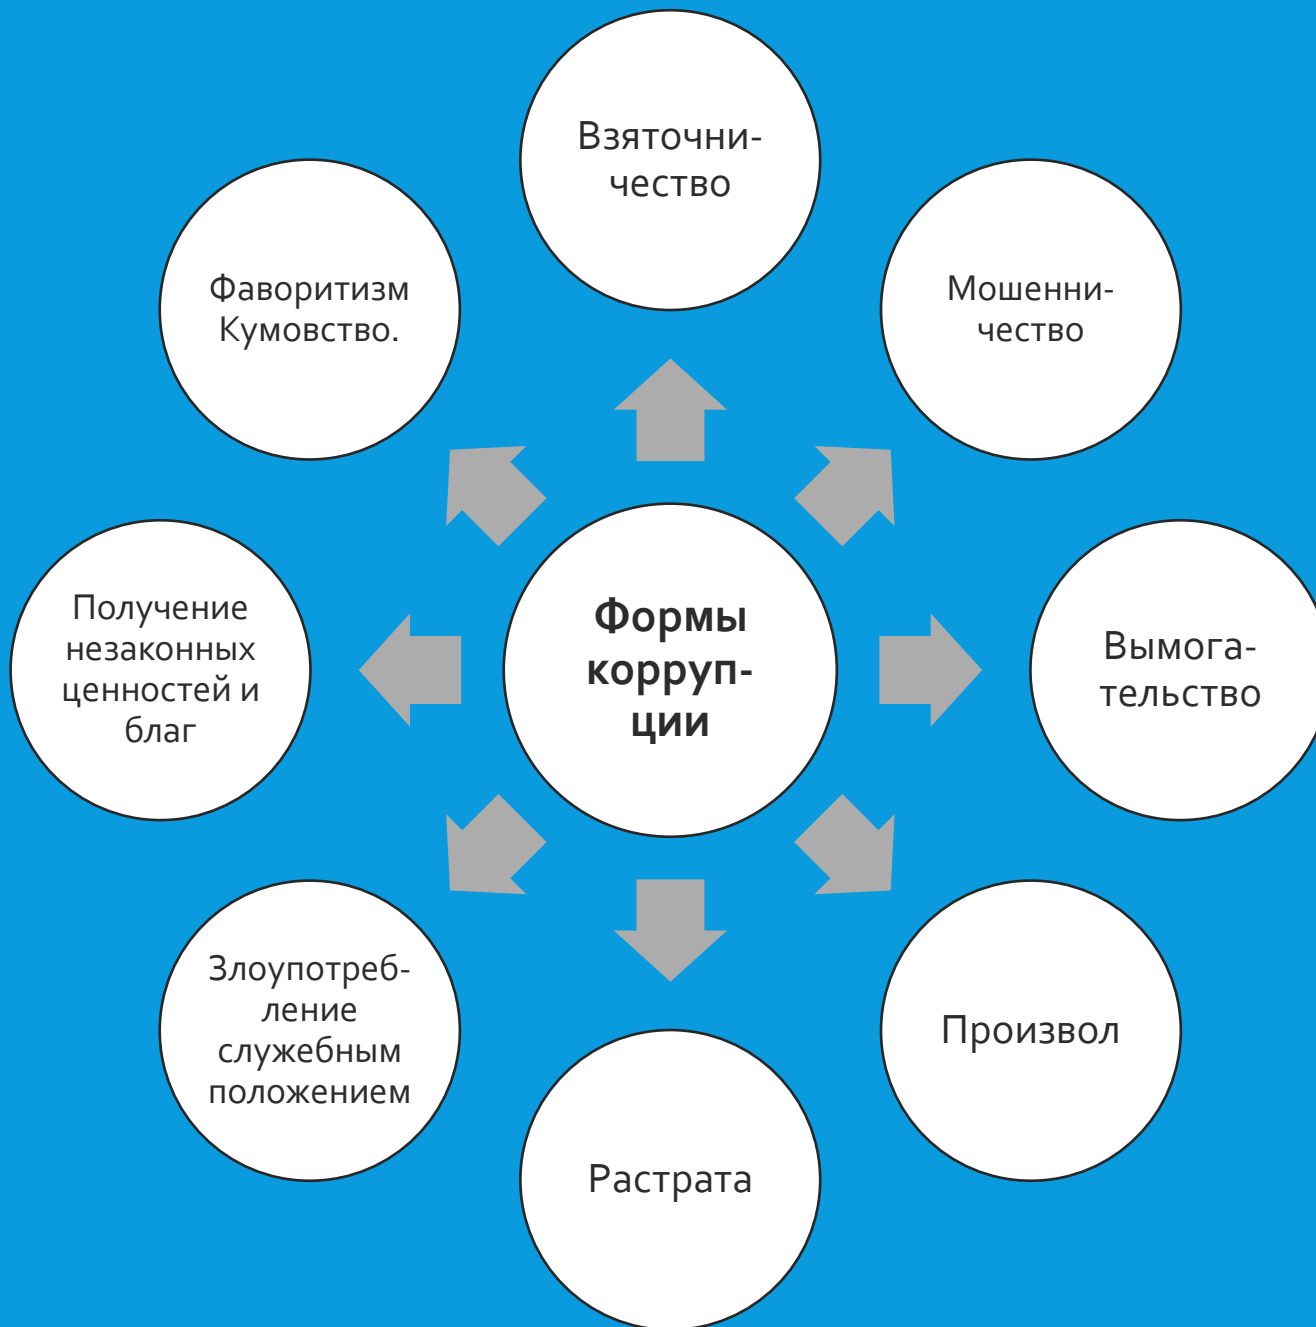 Взяточни-
чество
Фаворитизм
Кумовство.
Мошенни-
чество
Получение
незаконных
ценностей и
благ
Формы
корруп-
ции
Вымога-
тельство
Злоупотреб-
ление
служебным
положением
Произвол
Растрата